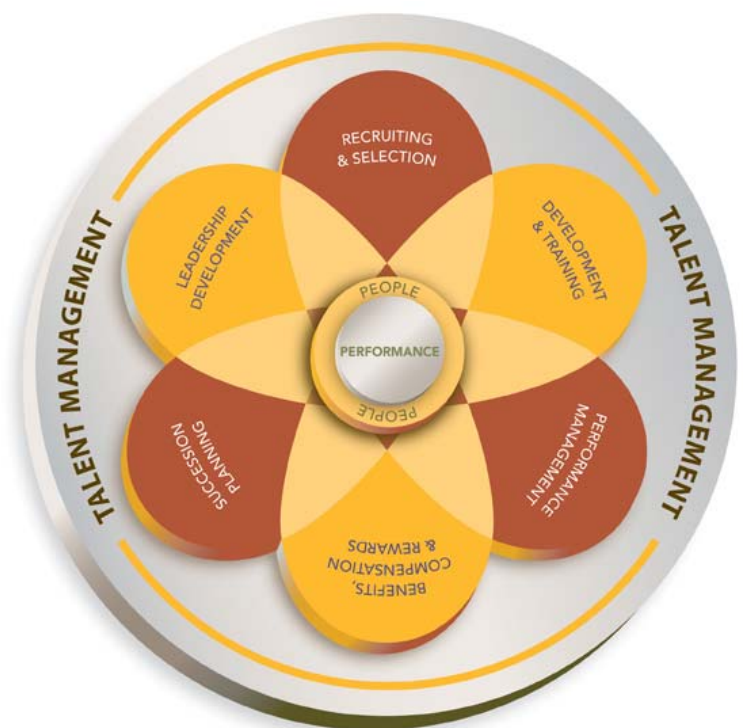 RECRUITING
& SELECTION
DEVELOPMENT
& TRAINING
PERFORMANCE
MANAGEMENT
BENEFITS,
COMPENSATION
& REWARDS
SUCCESSION
PLANNING
LEADERSHIP
DEVELOPMENT
PEOPLE
PERFORMANCE
PEOPLE
TALENT MANAGEMENT
TALENT MANAGEMENT